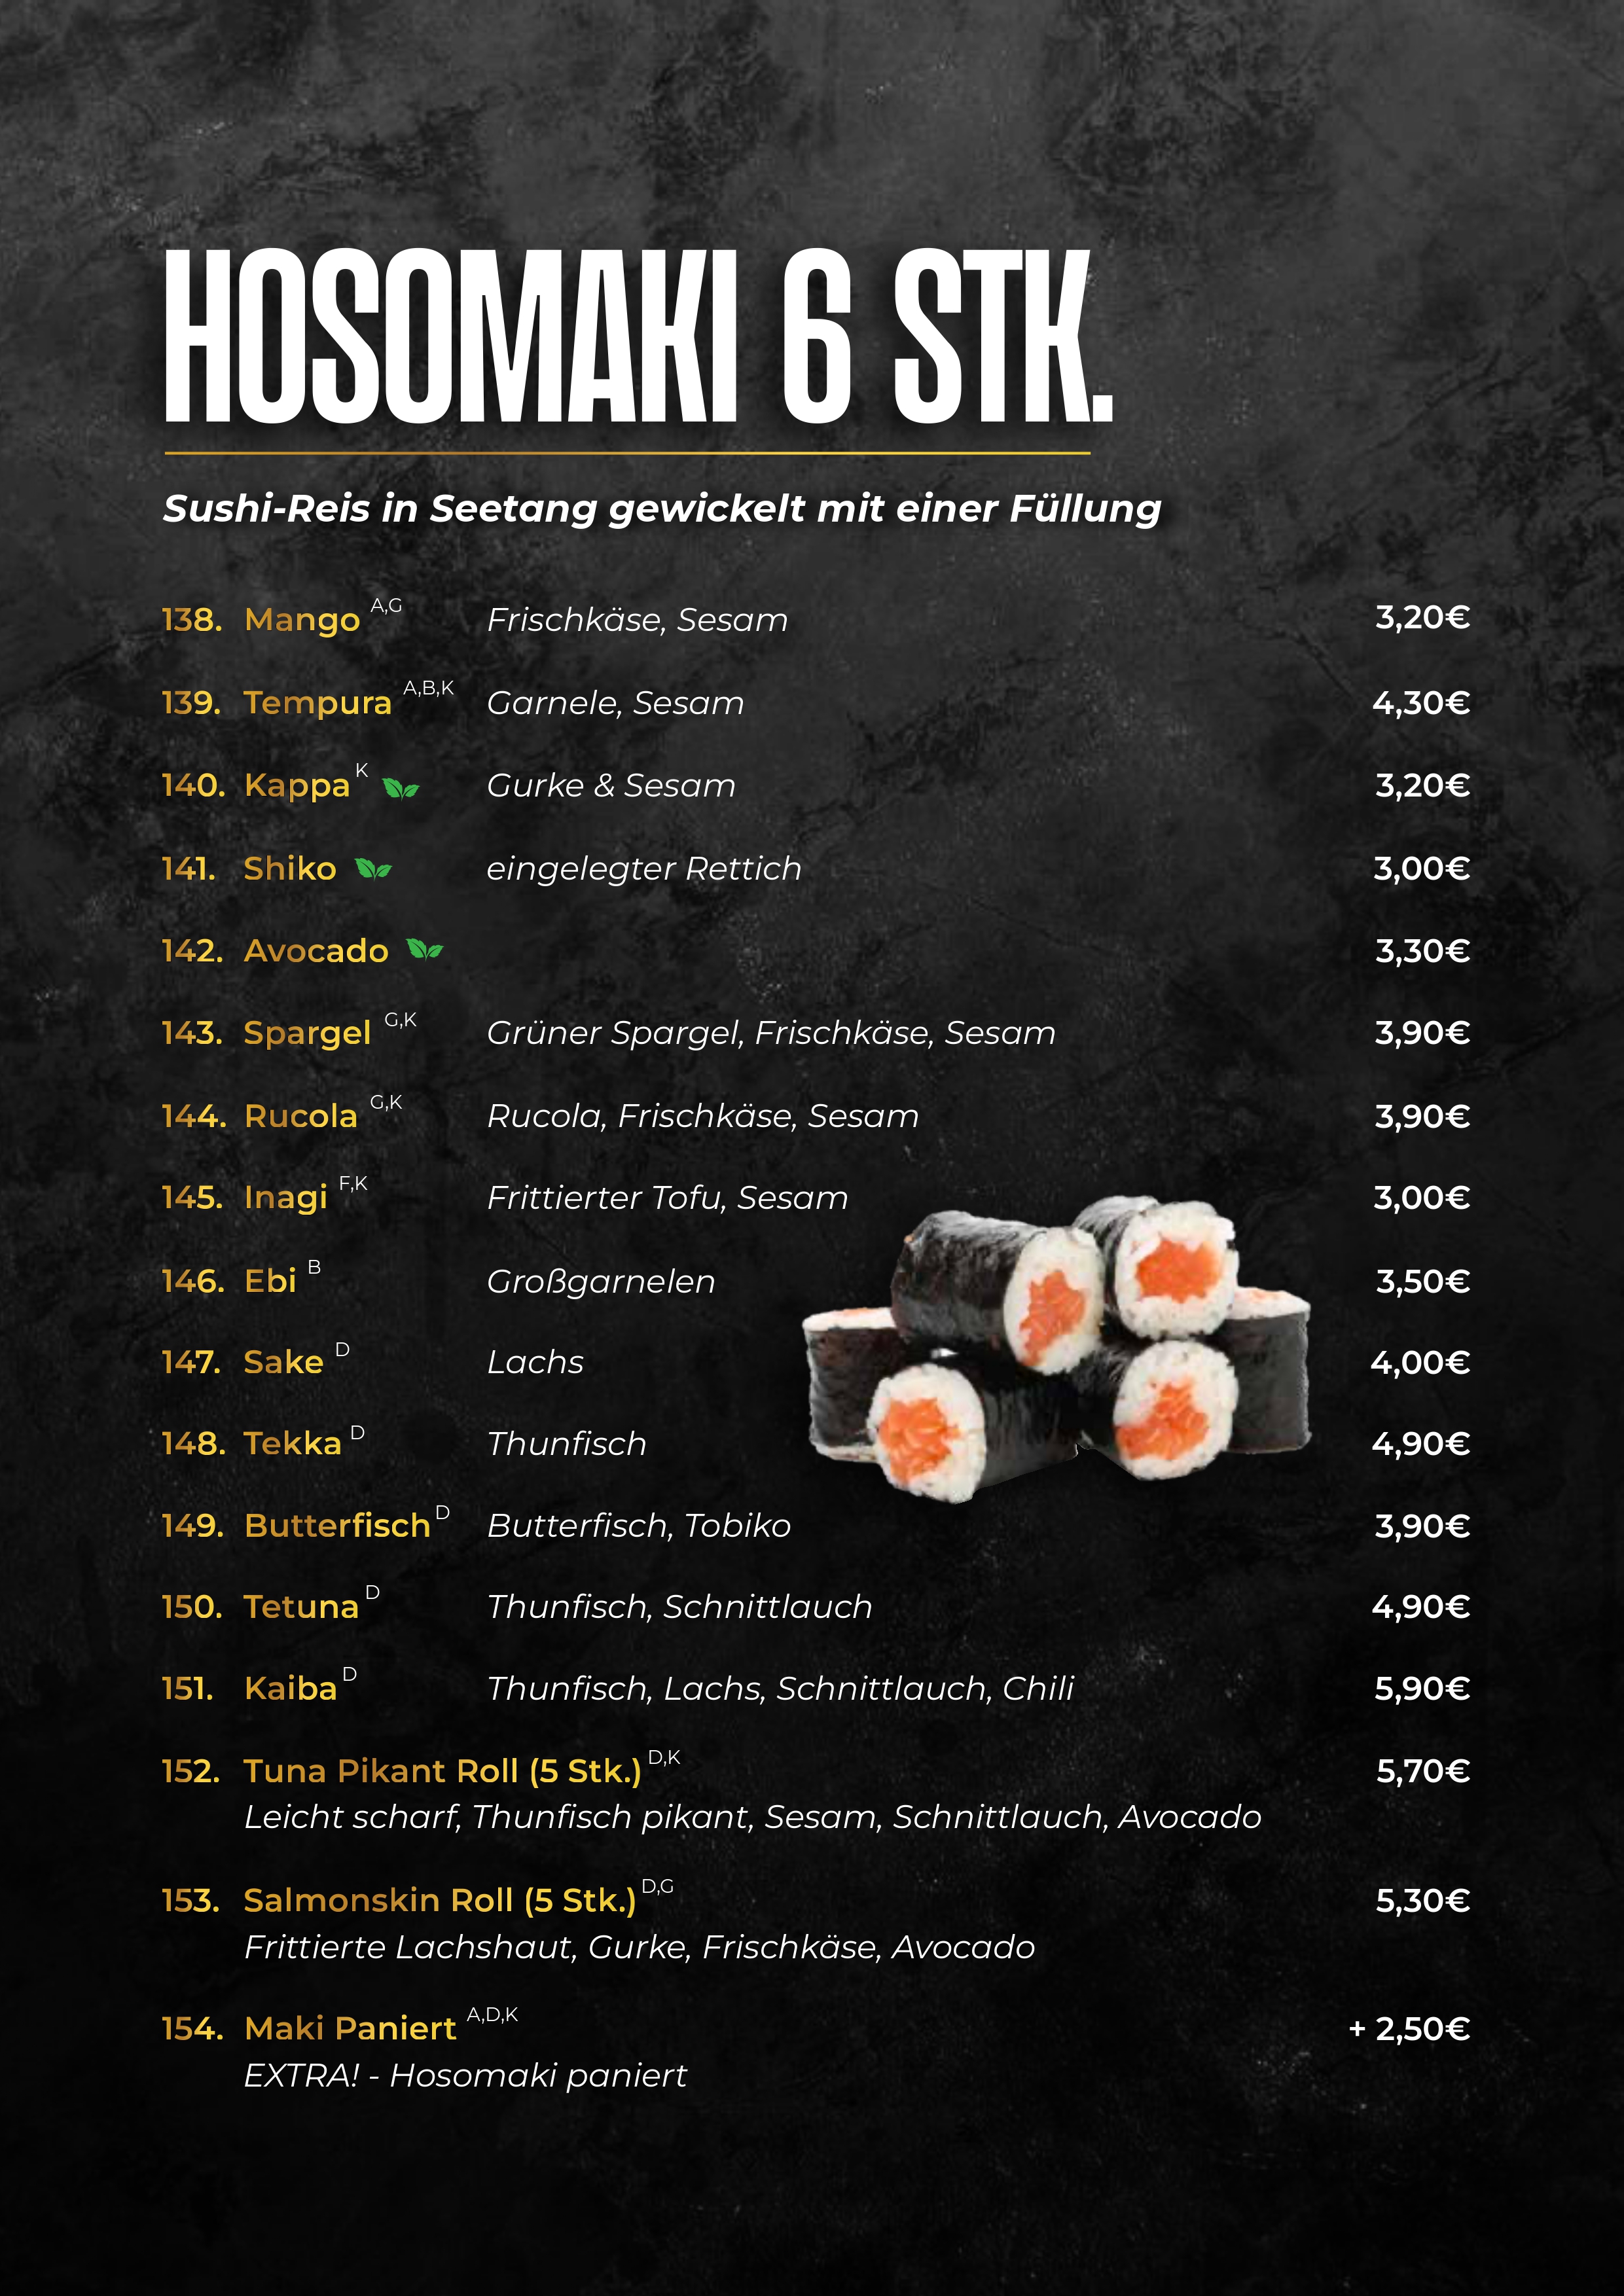 HOSOMAKI 6 STK.
Sushi-Reis in Seetang gewickelt mit einer Füllung
138. Mango A,G Frischkäse, Sesam 3,20€
139. Tempura A,B,K Garnele, Sesam 4,30€
140. Kappa K Gurke & Sesam 3,20€
141. Shiko eingelegter Rettich 3,00€
142. Avocado 3,30€
143. Spargel G,K Grüner Spargel, Frischkäse, Sesam 3,90€
144. Rucola G,K Rucola, Frischkäse, Sesam 3,90€
145. Inagi F,K Frittierter Tofu, Sesam 3,00€
146. Ebi B Großgarnelen 3,50€
147. Sake D Lachs 4,00€
148. Tekka D Thunfisch 4,90€
149. Butterfisch D Butterfisch, Tobiko 3,90€
150. Tetuna D Thunfisch, Schnittlauch 4,90€
151. Kaiba D Thunfisch, Lachs, Schnittlauch, Chili 5,90€
152. Tuna Pikant Roll (5 Stk.) D,K 5,70€
Leicht scharf, Thunfisch pikant, Sesam, Schnittlauch, Avocado
153. Salmonskin Roll (5 Stk.) D,G 5,30€
Frittierte Lachshaut, Gurke, Frischkäse, Avocado
154. Maki Paniert A,D,K + 2,50€
EXTRA! - Hosomaki paniert